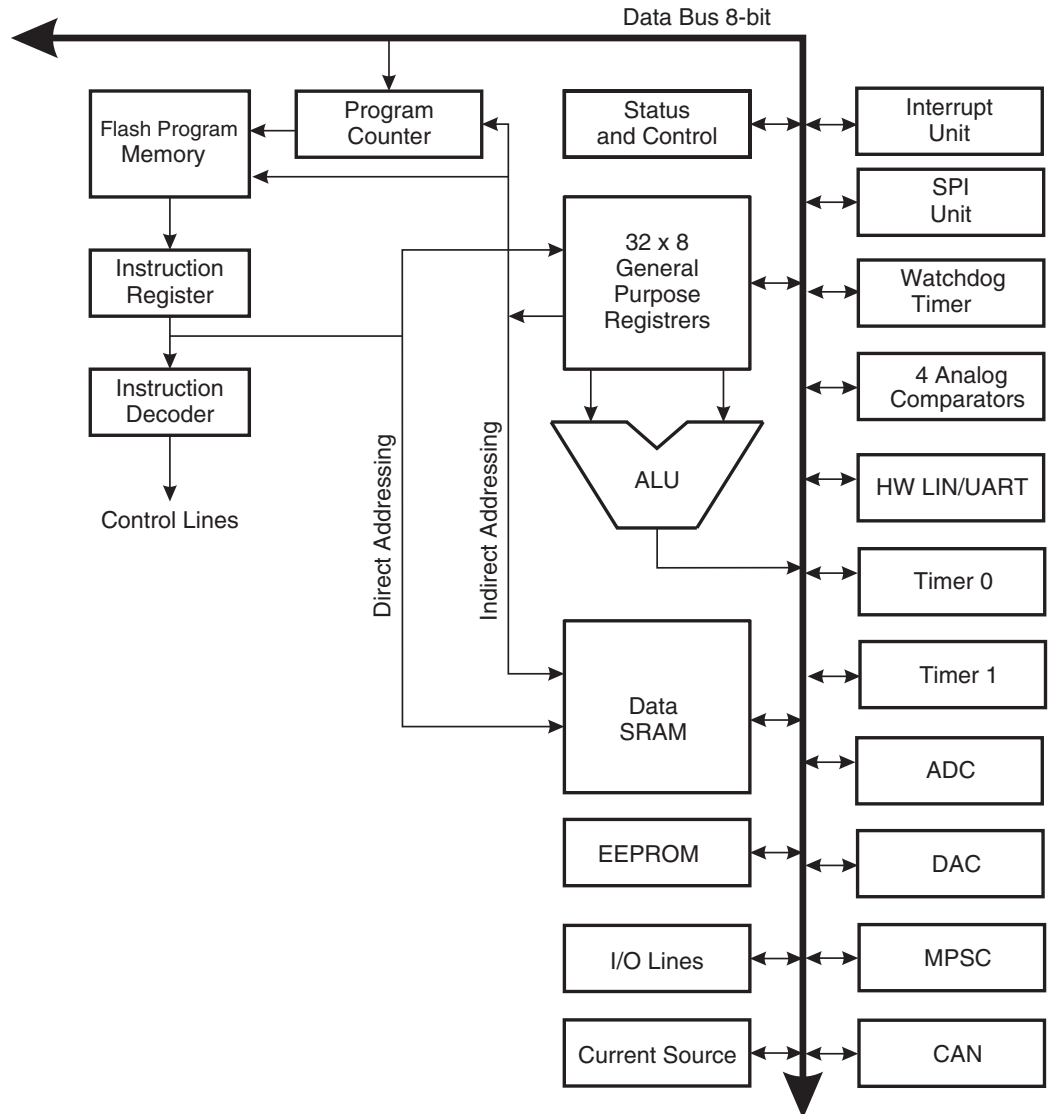 Data Bus 8-bit
Flash Program
Memory
Program
Counter
Status
and Control
Interrupt
Unit
SPI
Unit
32 x 8
General
Purpose
Registrers
Instruction
Register
Watchdog
Timer
Instruction
Decoder
4 Analog
Comparators
Control Lines
Direct Addressing
Indirect Addressing
ALU
HW LIN/UART
Timer 0
Data
SRAM
Timer 1
ADC
EEPROM
DAC
I/O Lines
MPSC
Current Source
CAN